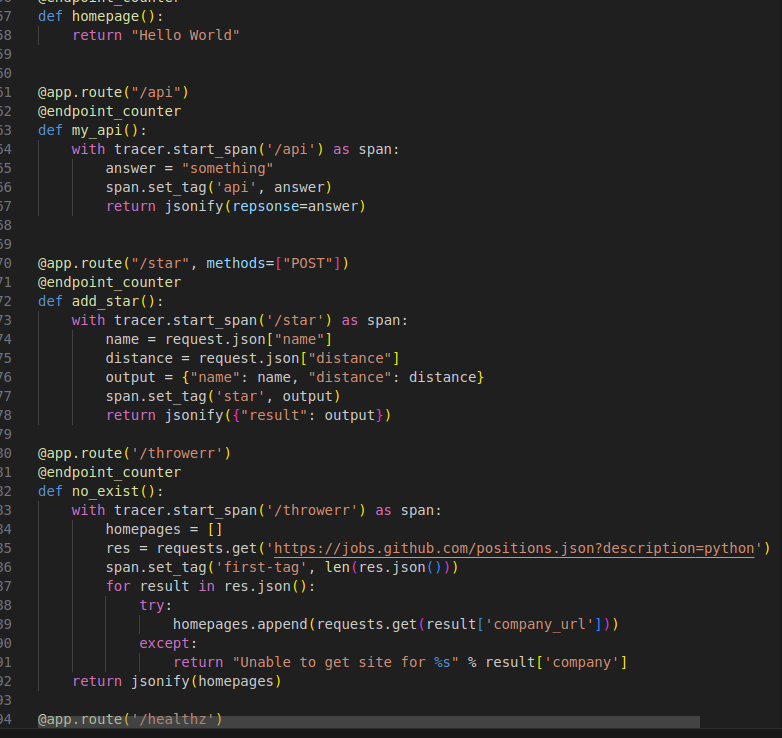 @endpoint_counter
57 def homepage():
58     return "Hello World"
59
60
61 @app.route("/api")
62 @endpoint_counter
63 def my_api():
64     with tracer.start_span('/api') as span:
65         answer = "something"
66         span.set_tag('api', answer)
67         return jsonify(repsonse=answer)
68
69
70 @app.route("/star", methods=["POST"])
71 @endpoint_counter
72 def add_star():
73     with tracer.start_span('/star') as span:
74         name = request.json["name"]
75         distance = request.json["distance"]
76         output = {"name": name, "distance": distance}
77         span.set_tag('star', output)
78         return jsonify({"result": output})
79
80 @app.route('/throwerr')
81 @endpoint_counter
82 def no_exist():
83     with tracer.start_span('/throwerr') as span:
84         homepages = []
85         res = requests.get('https://jobs.github.com/positions.json?description=python')
86         span.set_tag('first-tag', len(res.json()))
87         for result in res.json():
88             try:
89                 homepages.append(requests.get(result['company_url']))
90             except:
91                 return "Unable to get site for %s" % result['company']
92     return jsonify(homepages)
93
94 @app.route('/healthz')